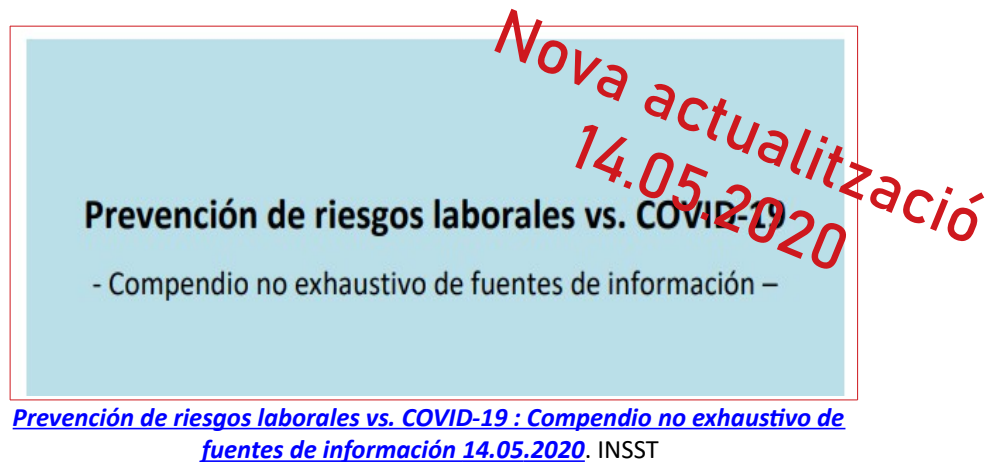 Nova actualització
14.05.2020
Prevención de riesgos laborales vs. COVID-19
- Compendio no exhaustivo de fuentes de información –
Prevención de riesgos laborales vs. COVID-19 : Compendio no exhaustivo de
fuentes de información 14.05.2020. INSST